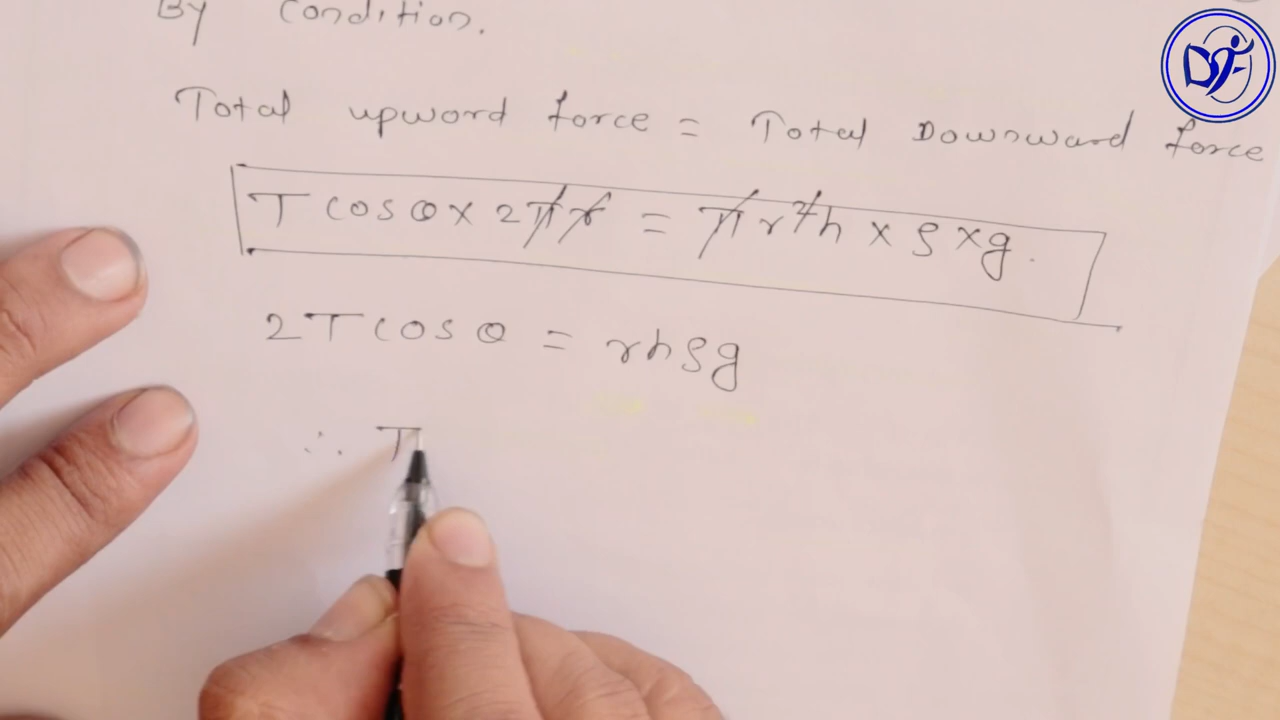 By Condition.
Total upword force = Total Downward force
T cos θ × 2πr = πr²h × ρ × g.
2T cos θ = rhρg
∴ T